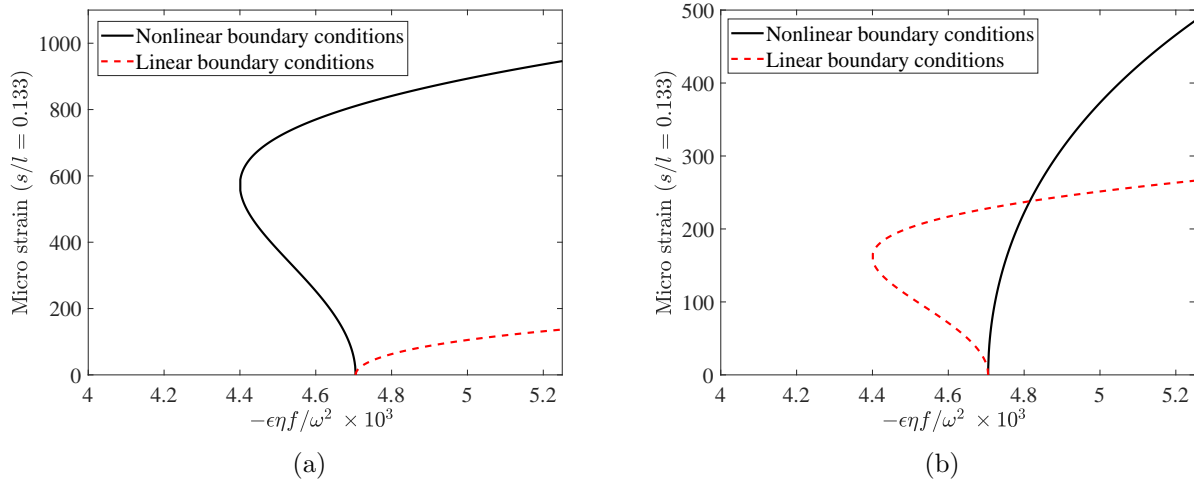 Nonlinear boundary conditions
Linear boundary conditions
Micro strain (s/l = 0.133)
1000
800
600
400
200
0
4 4.2 4.4 4.6 4.8 5 5.2
−ϵηf/ω² × 10³
(a)
Nonlinear boundary conditions
Linear boundary conditions
Micro strain (s/l = 0.133)
500
400
300
200
100
0
4 4.2 4.4 4.6 4.8 5 5.2
−ϵηf/ω² × 10³
(b)